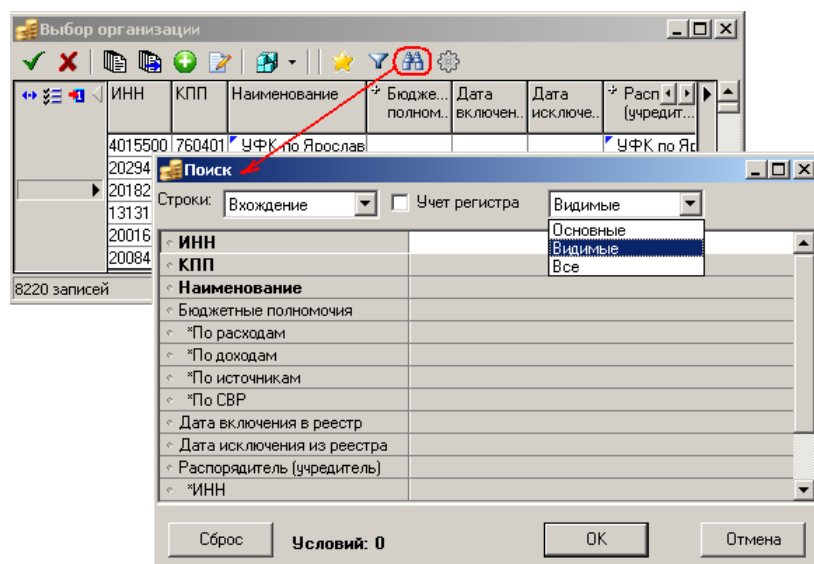 Выбор организации
ИНН КПП Наименование Бюдже... Дата Дата Расп
полном.. включен.. исключе.. (учредит...
4015500 760401 УФК по Ярослав УФК по Яр
20294
20182
13131
20016
20084
8220 записей
Поиск
Строки: Вхождение Учет регистра Видимые
Основные
Видимые
Все
ИНН
КПП
Наименование
Бюджетные полномочия
*По расходам
*По доходам
*По источникам
*По СВР
Дата включения в реестр
Дата исключения из реестра
Распорядитель (учредитель)
*ИНН
Сброс Условий: 0 OK Отмена